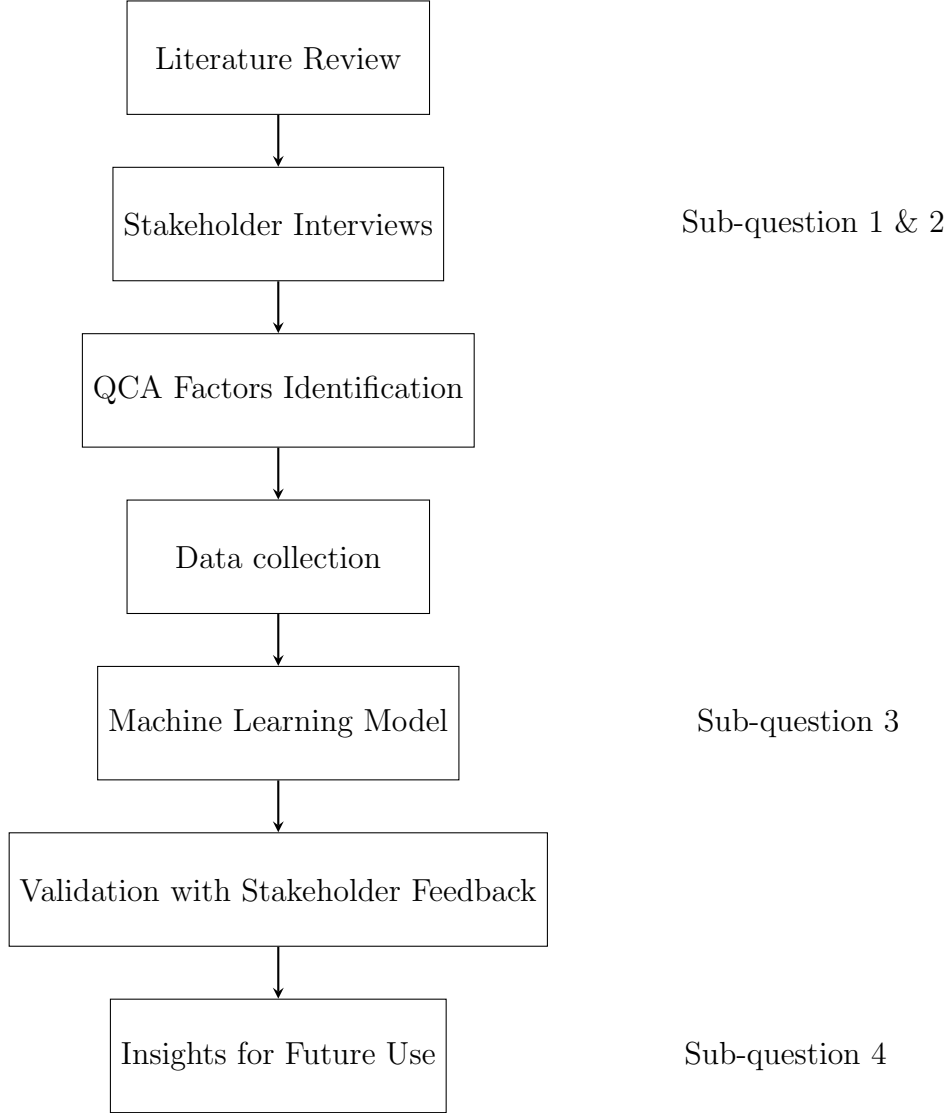 Literature Review
Stakeholder Interviews
Sub-question 1 & 2
QCA Factors Identification
Data collection
Machine Learning Model
Sub-question 3
Validation with Stakeholder Feedback
Insights for Future Use
Sub-question 4